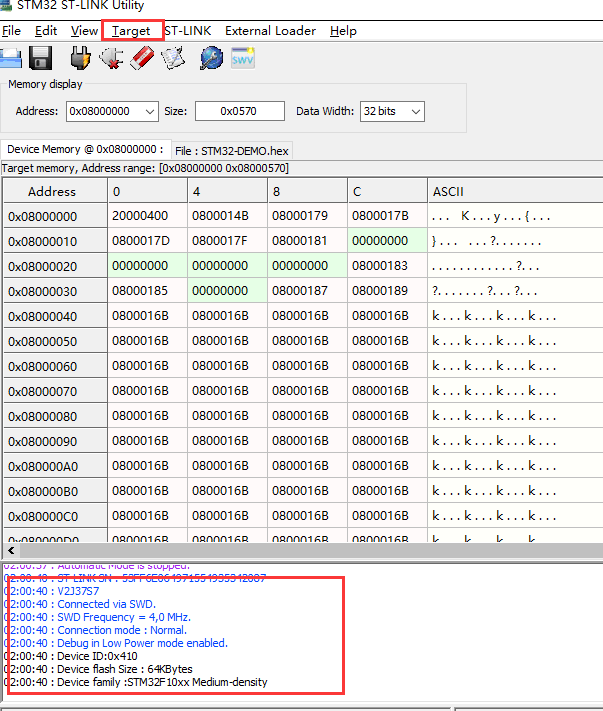 STM32 ST-LINK Utility
File Edit View Target ST-LINK External Loader Help
SWV
Memory display
Address: 0x08000000 Size: 0x0570 Data Width: 32 bits
Device Memory @ 0x08000000 : File : STM32-DEMO.hex
Target memory, Address range: [0x08000000 0x08000570]
Address 0 4 8 C ASCII
0x08000000 20000400 0800014B 08000179 0800017B ... K...y...{...
0x08000010 0800017D 0800017F 08000181 00000000 }... ...?.......
0x08000020 00000000 00000000 00000000 08000183 ............?...
0x08000030 08000185 00000000 08000187 08000189 ?.......?...?...
0x08000040 0800016B 0800016B 0800016B 0800016B k...k...k...k...
0x08000050 0800016B 0800016B 0800016B 0800016B k...k...k...k...
0x08000060 0800016B 0800016B 0800016B 0800016B k...k...k...k...
0x08000070 0800016B 0800016B 0800016B 0800016B k...k...k...k...
0x08000080 0800016B 0800016B 0800016B 0800016B k...k...k...k...
0x08000090 0800016B 0800016B 0800016B 0800016B k...k...k...k...
0x080000A0 0800016B 0800016B 0800016B 0800016B k...k...k...k...
0x080000B0 0800016B 0800016B 0800016B 0800016B k...k...k...k...
0x080000C0 0800016B 0800016B 0800016B 0800016B k...k...k...k...
0x080000D0 0800016B 0800016B 0800016B 0800016B k...k...k...k...
Automatic Mode is stopped.
02:00:40 : ST-LINK SN :
02:00:40 : V2J37S7
02:00:40 : Connected via SWD.
02:00:40 : SWD Frequency = 4,0 MHz.
02:00:40 : Connection mode : Normal.
02:00:40 : Debug in Low Power mode enabled.
02:00:40 : Device ID:0x410
02:00:40 : Device flash Size : 64KBytes
02:00:40 : Device family :STM32F10xx Medium-density